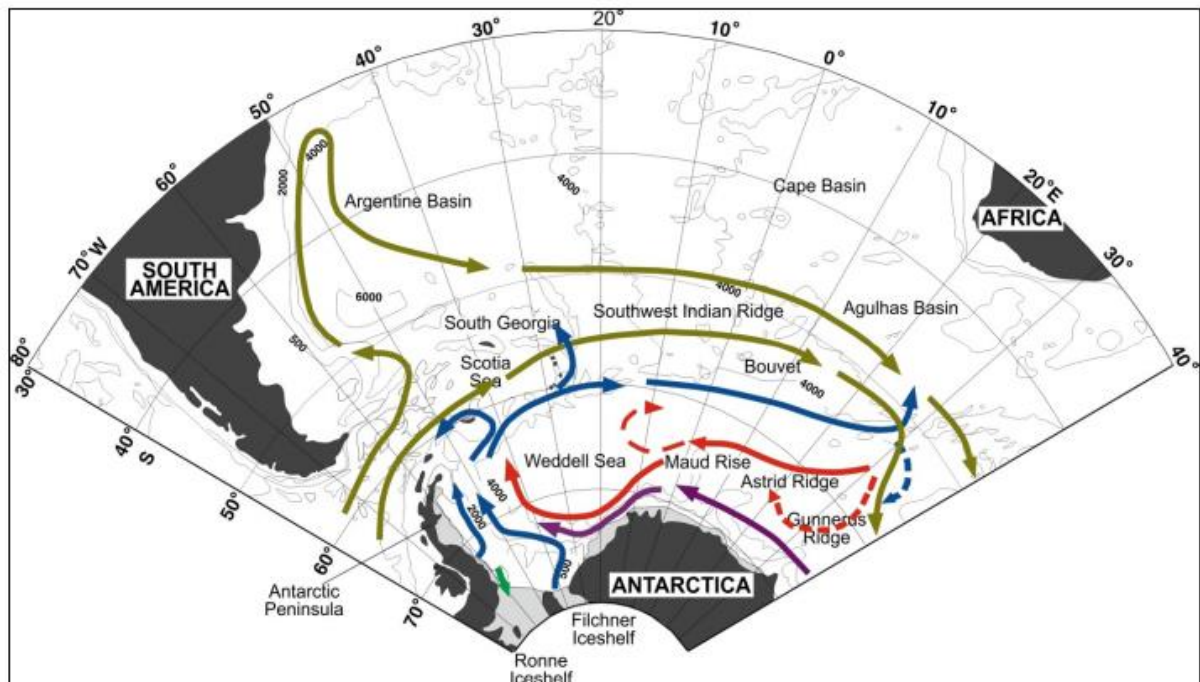 20°
30°
10°
40°
0°
50°
10°
60°
4000
2000
4000
Cape Basin
20°E
AFRICA
Argentine Basin
70°W
30°
SOUTH
AMERICA
6000
4000
Southwest Indian Ridge
Agulhas Basin
South Georgia
500
80°
Scotia
Sea
40°
30°
Bouvet
4000
40°
S
Weddell Sea
Maud Rise
Astrid Ridge
4000
50°
2000
Gunnerus
Ridge
60°
500
ANTARCTICA
Antarctic
Peninsula
70°
Filchner
Iceshelf
Ronne
Iceshelf